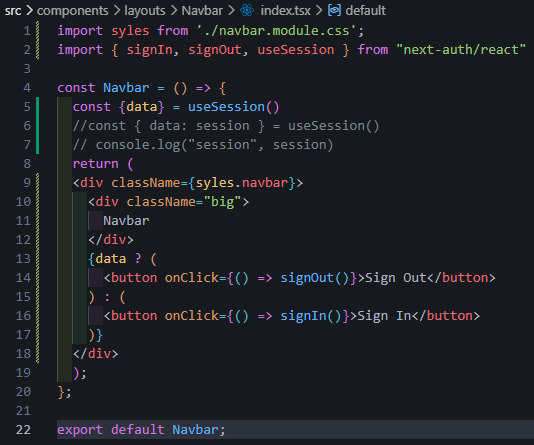 src > components > layouts > Navbar > index.tsx > default
1 import syles from './navbar.module.css';
2 import { signIn, signOut, useSession } from "next-auth/react"
3
4 const Navbar = () => {
5   const {data} = useSession()
6   //const { data: session } = useSession()
7   // console.log("session", session)
8   return (
9   <div className={syles.navbar}>
10     <div className="big">
11       Navbar
12     </div>
13     {data ? (
14       <button onClick={() => signOut()}>Sign Out</button>
15     ) : (
16       <button onClick={() => signIn()}>Sign In</button>
17     )}
18   </div>
19   );
20 };
21
22 export default Navbar;